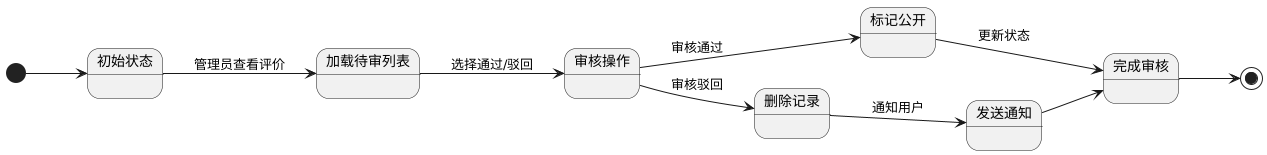 初始状态
管理员查看评价
加载待审列表
选择通过/驳回
审核操作
审核通过
标记公开
更新状态
审核驳回
删除记录
通知用户
发送通知
完成审核